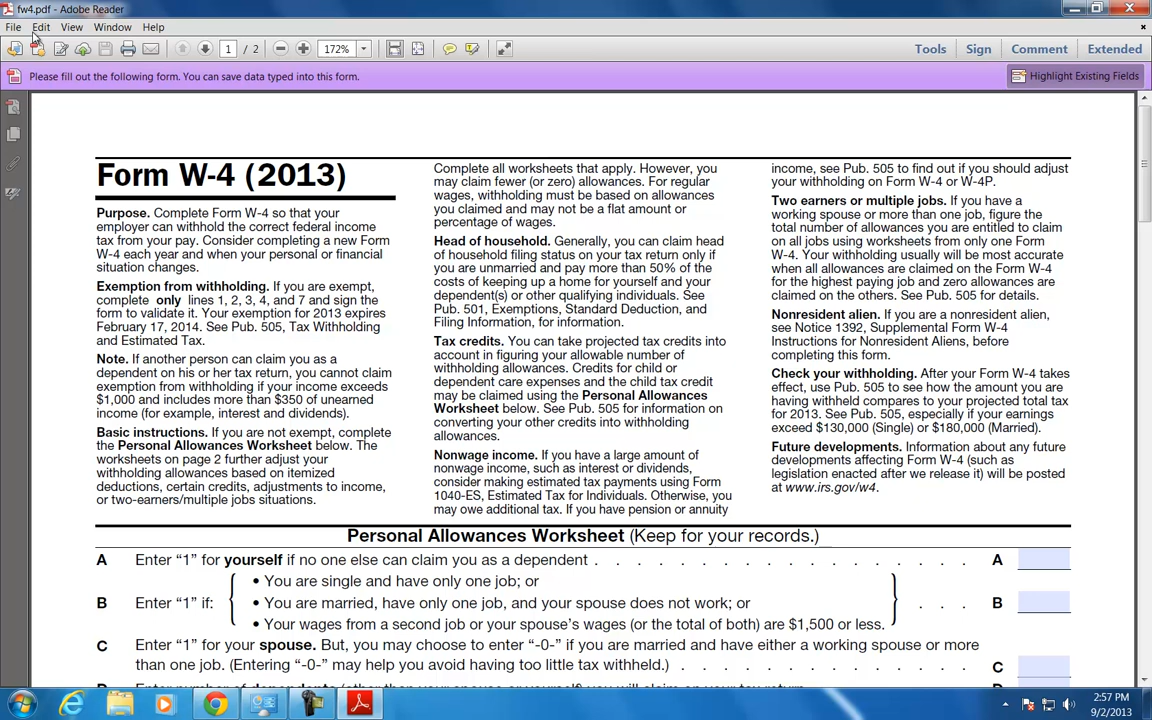 fw4.pdf - Adobe Reader
File Edit View Window Help
1 / 2 172% Tools Sign Comment Extended
Please fill out the following form. You can save data typed into this form. Highlight Existing Fields
Form W-4 (2013)
Purpose. Complete Form W-4 so that your
employer can withhold the correct federal income
tax from your pay. Consider completing a new Form
W-4 each year and when your personal or financial
situation changes.
Exemption from withholding. If you are exempt,
complete only lines 1, 2, 3, 4, and 7 and sign the
form to validate it. Your exemption for 2013 expires
February 17, 2014. See Pub. 505, Tax Withholding
and Estimated Tax.
Note. If another person can claim you as a
dependent on his or her tax return, you cannot claim
exemption from withholding if your income exceeds
$1,000 and includes more than $350 of unearned
income (for example, interest and dividends).
Basic instructions. If you are not exempt, complete
the Personal Allowances Worksheet below. The
worksheets on page 2 further adjust your
withholding allowances based on itemized
deductions, certain credits, adjustments to income,
or two-earners/multiple jobs situations.
Complete all worksheets that apply. However, you
may claim fewer (or zero) allowances. For regular
wages, withholding must be based on allowances
you claimed and may not be a flat amount or
percentage of wages.
Head of household. Generally, you can claim head
of household filing status on your tax return only if
you are unmarried and pay more than 50% of the
costs of keeping up a home for yourself and your
dependent(s) or other qualifying individuals. See
Pub. 501, Exemptions, Standard Deduction, and
Filing Information, for information.
Tax credits. You can take projected tax credits into
account in figuring your allowable number of
withholding allowances. Credits for child or
dependent care expenses and the child tax credit
may be claimed using the Personal Allowances
Worksheet below. See Pub. 505 for information on
converting your other credits into withholding
allowances.
Nonwage income. If you have a large amount of
nonwage income, such as interest or dividends,
consider making estimated tax payments using Form
1040-ES, Estimated Tax for Individuals. Otherwise, you
may owe additional tax. If you have pension or annuity
income, see Pub. 505 to find out if you should adjust
your withholding on Form W-4 or W-4P.
Two earners or multiple jobs. If you have a
working spouse or more than one job, figure the
total number of allowances you are entitled to claim
on all jobs using worksheets from only one Form
W-4. Your withholding usually will be most accurate
when all allowances are claimed on the Form W-4
for the highest paying job and zero allowances are
claimed on the others. See Pub. 505 for details.
Nonresident alien. If you are a nonresident alien,
see Notice 1392, Supplemental Form W-4
Instructions for Nonresident Aliens, before
completing this form.
Check your withholding. After your Form W-4 takes
effect, use Pub. 505 to see how the amount you are
having withheld compares to your projected total tax
for 2013. See Pub. 505, especially if your earnings
exceed $130,000 (Single) or $180,000 (Married).
Future developments. Information about any future
developments affecting Form W-4 (such as
legislation enacted after we release it) will be posted
at www.irs.gov/w4.
Personal Allowances Worksheet (Keep for your records.)
A Enter “1” for yourself if no one else can claim you as a dependent . . . . . . . . . . . . . . . . . . A
• You are single and have only one job; or
B Enter “1” if: { • You are married, have only one job, and your spouse does not work; or } . . . B
• Your wages from a second job or your spouse’s wages (or the total of both) are $1,500 or less.
C Enter “1” for your spouse. But, you may choose to enter “-0-” if you are married and have either a working spouse or more
than one job. (Entering “-0-” may help you avoid having too little tax withheld.) . . . . . . . . . . . . . . C
2:57 PM
9/2/2013